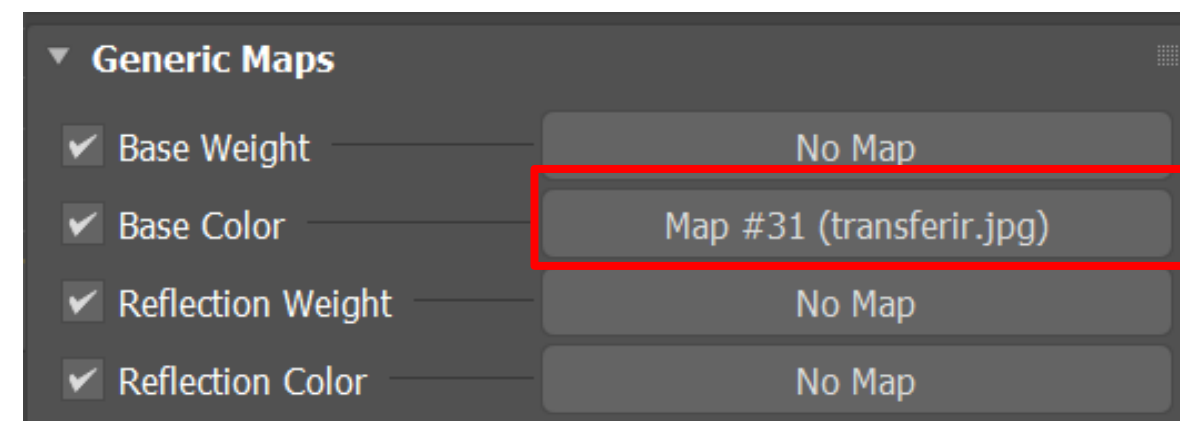 Generic Maps
Base Weight No Map
Base Color Map #31 (transferir.jpg)
Reflection Weight No Map
Reflection Color No Map